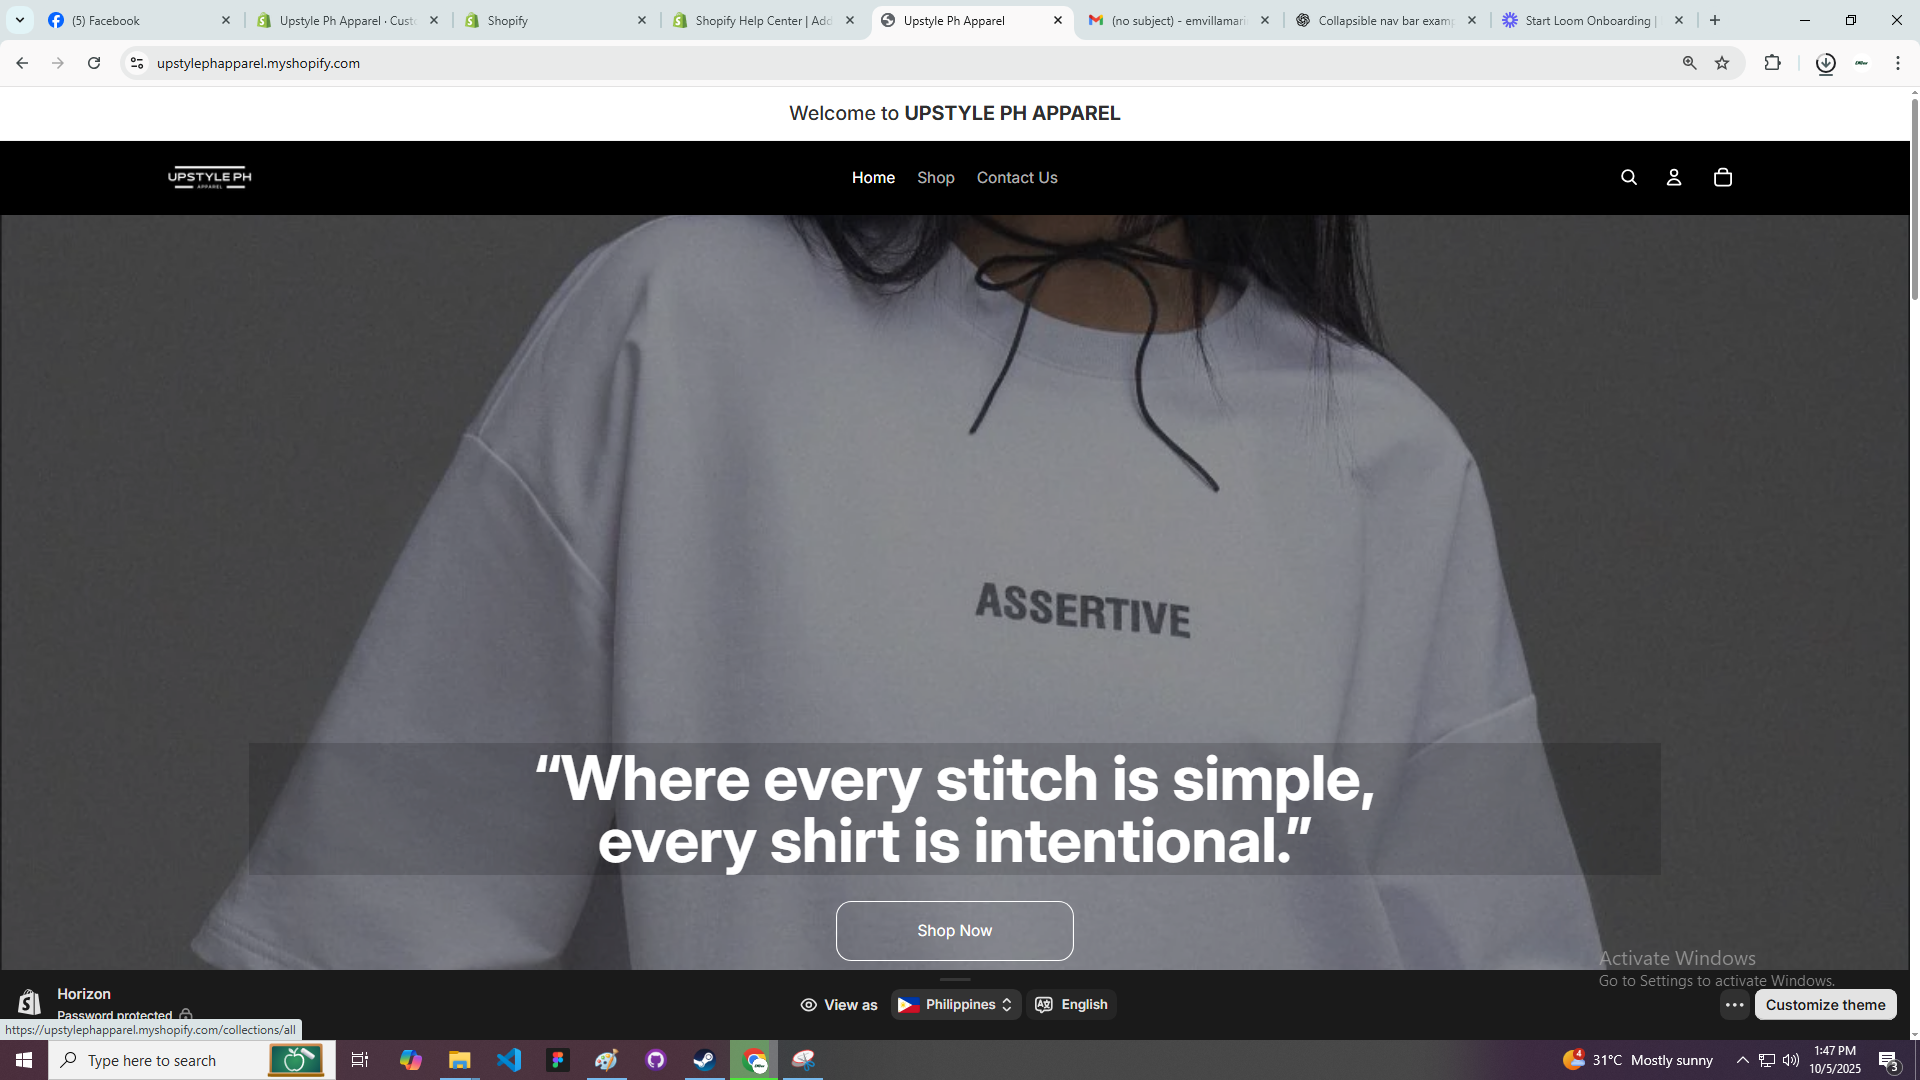 (5) Facebook
Upstyle Ph Apparel · Custo
Shopify
Shopify Help Center | Add
Upstyle Ph Apparel
(no subject) - emvillamari
Collapsible nav bar examp
Start Loom Onboarding |
upstylephapparel.myshopify.com
Welcome to UPSTYLE PH APPAREL
UPSTYLE PH
APPAREL
Home
Shop
Contact Us
ASSERTIVE
“Where every stitch is simple,
every shirt is intentional.”
Shop Now
Activate Windows
Go to Settings to activate Windows.
Horizon
Password protected
View as
Philippines
English
Customize theme
https://upstylephapparel.myshopify.com/collections/all
Type here to search
4
31°C Mostly sunny
1:47 PM
10/5/2025
3